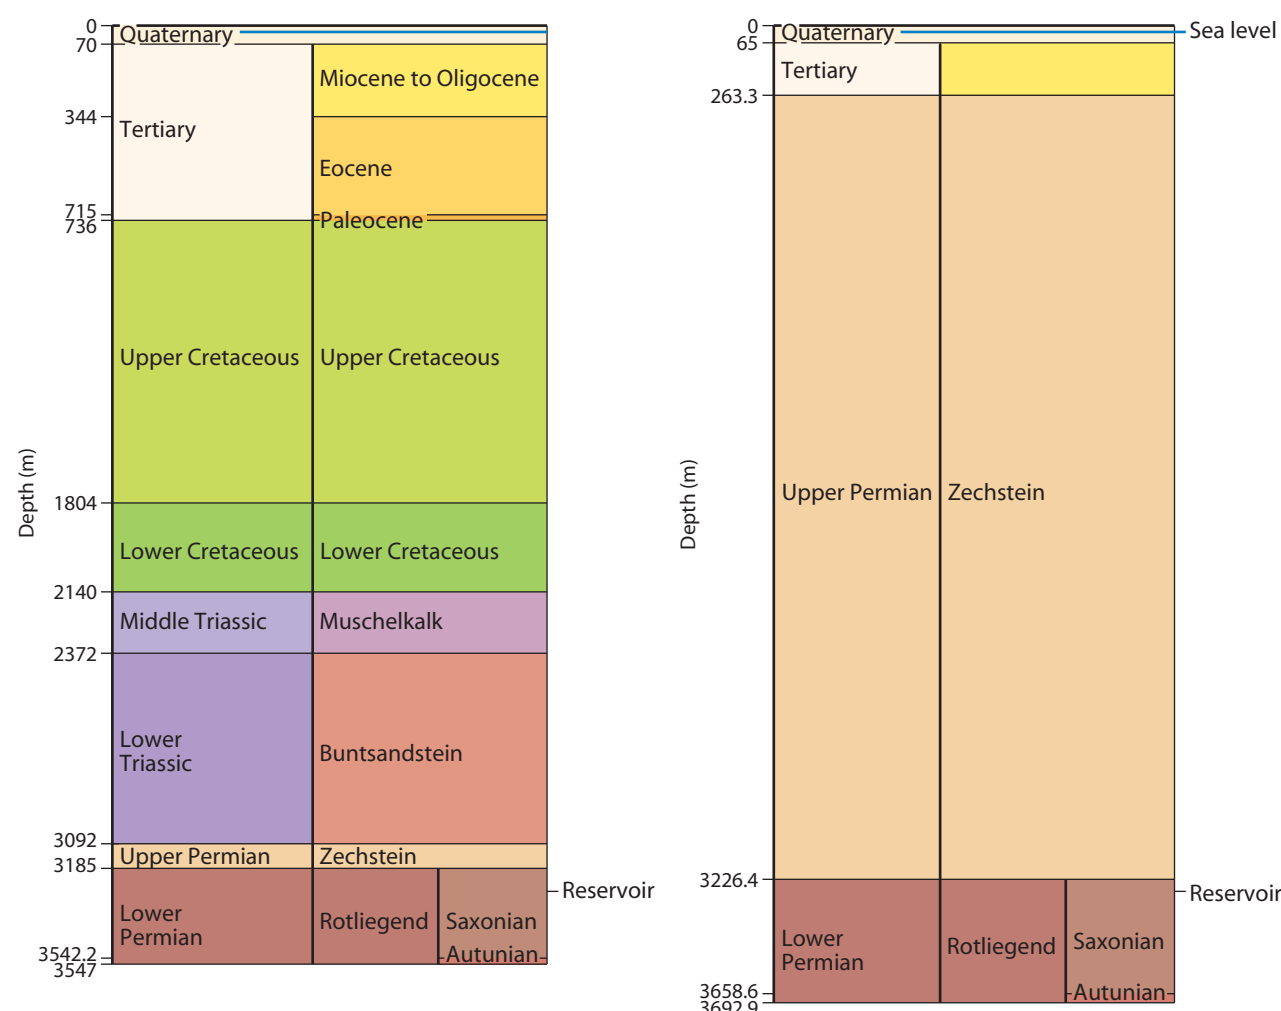 0
Quaternary
70
Miocene to Oligocene
344
Tertiary
Eocene
715
Paleocene
736
Upper Cretaceous
Upper Cretaceous
Depth (m)
1804
Lower Cretaceous
Lower Cretaceous
2140
Middle Triassic
Muschelkalk
2372
Lower
Triassic
Buntsandstein
3092
Upper Permian
Zechstein
3185
Reservoir
Lower
Permian
Rotliegend
Saxonian
3542.2
Autunian
3547
0
Quaternary
Sea level
65
Tertiary
263.3
Depth (m)
Upper Permian
Zechstein
3226.4
Reservoir
Lower
Permian
Rotliegend
Saxonian
3658.6
Autunian
3692.9